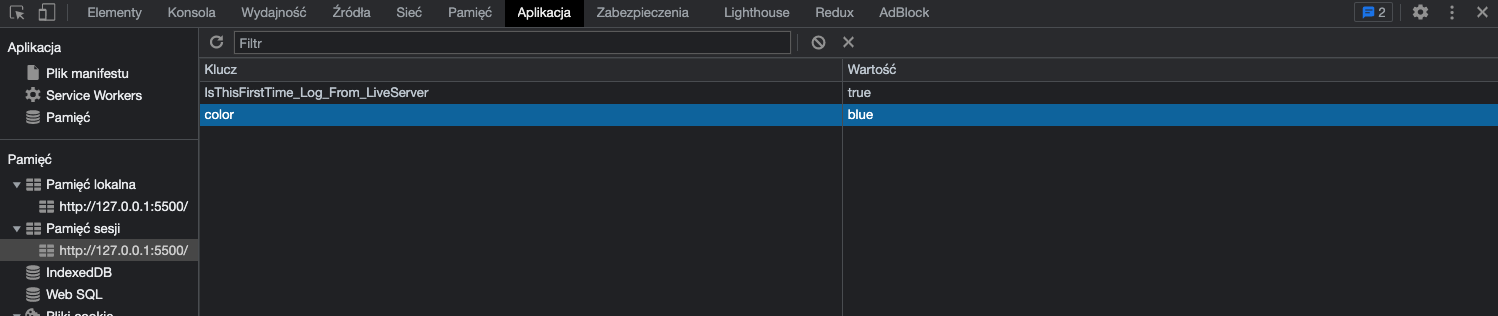 Elementy Konsola Wydajność Źródła Sieć Pamięć Aplikacja Zabezpieczenia Lighthouse Redux AdBlock 2
Aplikacja
Plik manifestu
Service Workers
Pamięć
Pamięć
Pamięć lokalna
http://127.0.0.1:5500/
Pamięć sesji
http://127.0.0.1:5500/
IndexedDB
Web SQL
Pliki cookie
Filtr
Klucz Wartość
IsThisFirstTime_Log_From_LiveServer true
color blue